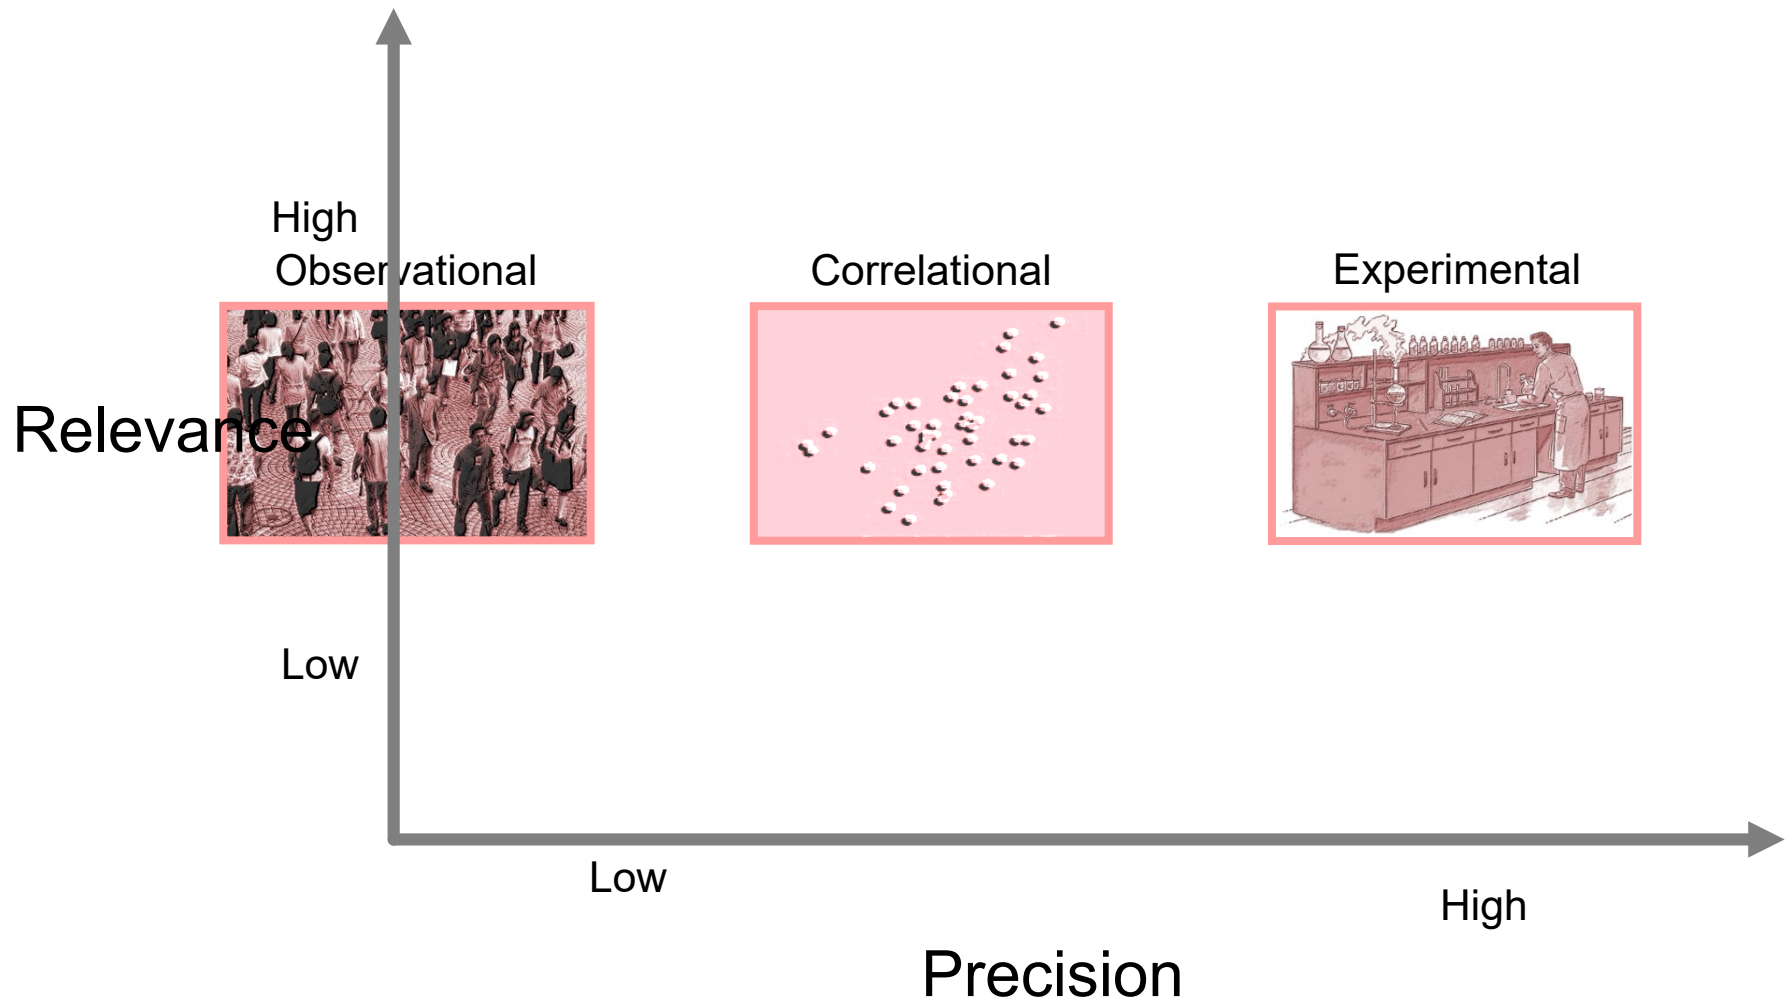 High
Observational
Correlational
Experimental
Relevance
Low
Low
High
Precision